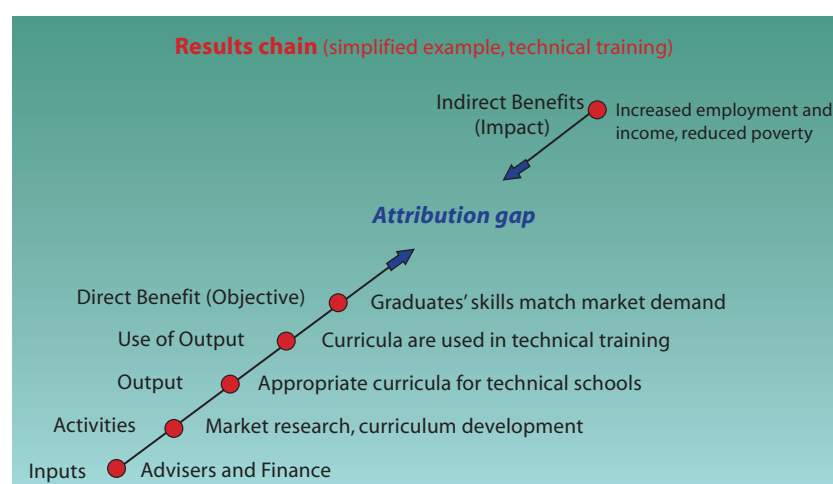 Results chain (simplified example, technical training)
Indirect Benefits
(Impact)
Increased employment and
income, reduced poverty
Attribution gap
Direct Benefit (Objective)
Graduates' skills match market demand
Use of Output
Curricula are used in technical training
Output
Appropriate curricula for technical schools
Activities
Market research, curriculum development
Inputs
Advisers and Finance